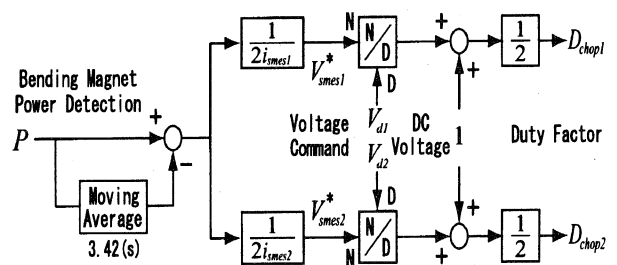 Bending Magnet
Power Detection
P
+
−
Moving
Average
3.42(s)
1
2i_smes1
V*_smes1
N
N/D
D
+
+
1
2
D_chop1
Voltage
Command
V_d1
V_d2
DC
Voltage
1
Duty Factor
1
2i_smes2
V*_smes2
N
N/D
D
+
+
1
2
D_chop2